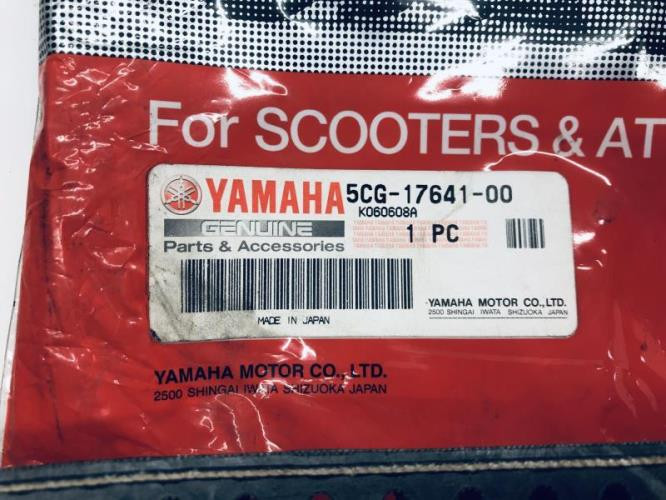 For SCOOTERS & AT
YAMAHA 5CG-17641-00
K060608A
GENUINE 1 PC
Parts & Accessories
MADE IN JAPAN
YAMAHA MOTOR CO.,LTD.
2500 SHINGAI IWATA SHIZUOKA JAPAN
YAMAHA MOTOR CO., LTD.
2500 SHINGAI IWATA SHIZUOKA JAPAN